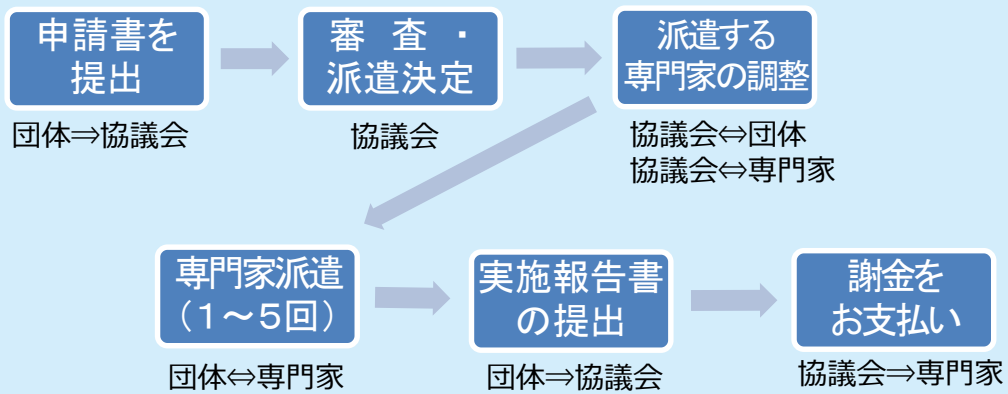 申請書を
提出
団体⇒協議会
審　査　・
派遣決定
協議会
派遣する
専門家の調整
協議会⇔団体
協議会⇔専門家
専門家派遣
（１～５回）
団体⇔専門家
実施報告書
の提出
団体⇒協議会
謝金を
お支払い
協議会⇒専門家